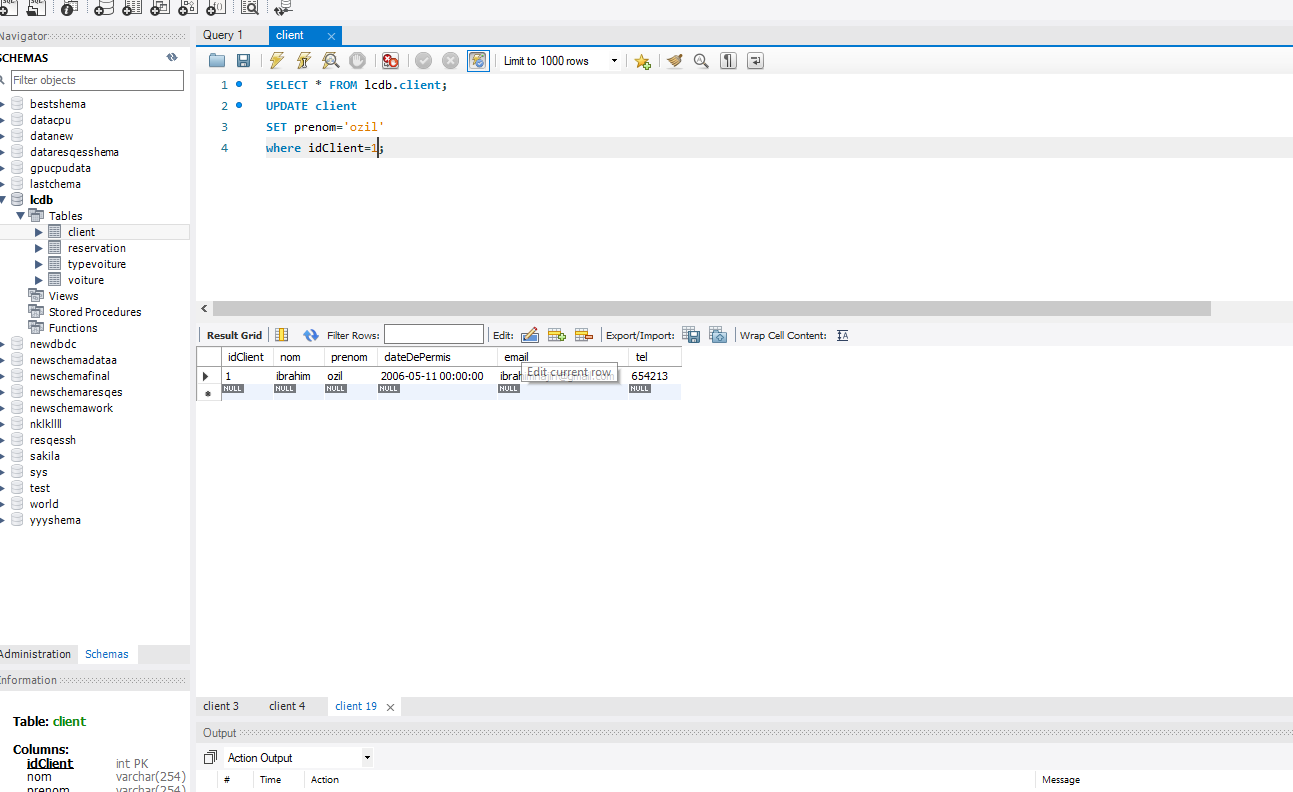 Navigator
Query 1
client
SCHEMAS
Filter objects
Limit to 1000 rows
1 SELECT * FROM lcdb.client;
2 UPDATE client
3 SET prenom='ozil'
4 where idClient=1;
bestshema
datacpu
datanew
dataresqesshema
gpucpudata
lastchema
lcdb
Tables
client
reservation
typevoiture
voiture
Views
Stored Procedures
Functions
newdbdc
newschemadataa
newschemafinal
newschemaresqes
newschemawork
nklkllll
resqessh
sakila
sys
test
world
yyyshema
Result Grid Filter Rows: Edit: Export/Import: Wrap Cell Content:
idClient nom prenom dateDePermis email tel
Edit current row
1 ibrahim ozil 2006-05-11 00:00:00 654213
NULL NULL NULL NULL NULL NULL
Administration Schemas
Information
Table: client
Columns:
idClient int PK
nom varchar(254)
prenom varchar(254)
client 3 client 4 client 19
Output
Action Output
# Time Action Message